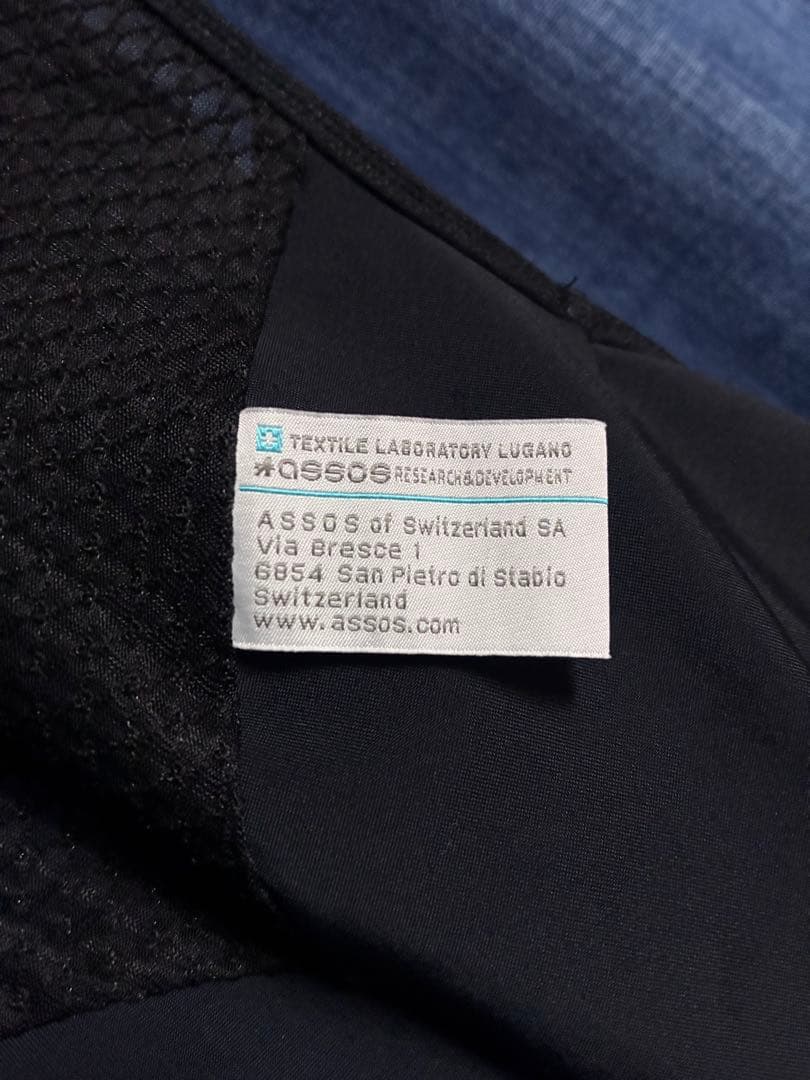 TEXTILE LABORATORY LUGANO
assos RESEARCH&DEVELOPMENT
ASSOS of Switzerland SA
Via Bresce 1
6854 San Pietro di Stabio
Switzerland
www.assos.com